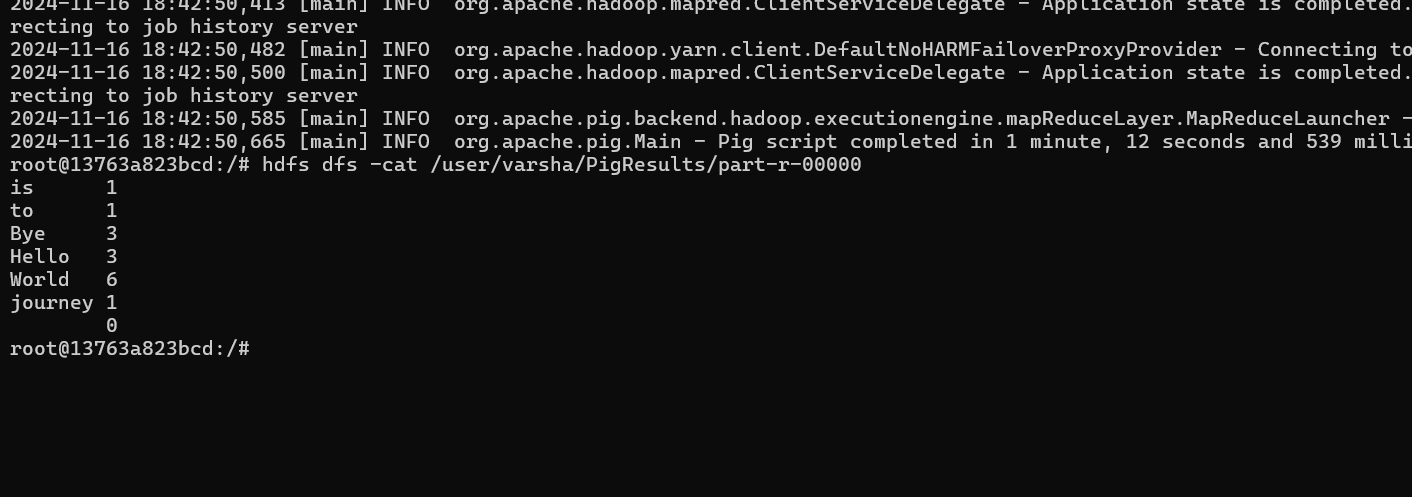 2024-11-16 18:42:50,413 [main] INFO  org.apache.hadoop.mapred.ClientServiceDelegate - Application state is completed.
recting to job history server
2024-11-16 18:42:50,482 [main] INFO  org.apache.hadoop.yarn.client.DefaultNoHARMFailoverProxyProvider - Connecting to
2024-11-16 18:42:50,500 [main] INFO  org.apache.hadoop.mapred.ClientServiceDelegate - Application state is completed.
recting to job history server
2024-11-16 18:42:50,585 [main] INFO  org.apache.pig.backend.hadoop.executionengine.mapReduceLayer.MapReduceLauncher -
2024-11-16 18:42:50,665 [main] INFO  org.apache.pig.Main - Pig script completed in 1 minute, 12 seconds and 539 milli
root@13763a823bcd:/# hdfs dfs -cat /user/varsha/PigResults/part-r-00000
is      1
to      1
Bye     3
Hello   3
World   6
journey 1
        0
root@13763a823bcd:/#